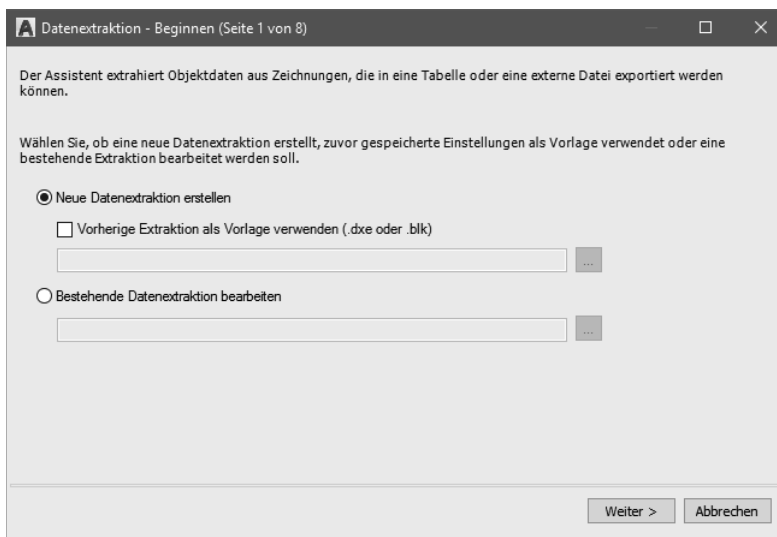 Datenextraktion - Beginnen (Seite 1 von 8)
Der Assistent extrahiert Objektdaten aus Zeichnungen, die in eine Tabelle oder eine externe Datei exportiert werden
können.
Wählen Sie, ob eine neue Datenextraktion erstellt, zuvor gespeicherte Einstellungen als Vorlage verwendet oder eine
bestehende Extraktion bearbeitet werden soll.
Neue Datenextraktion erstellen
Vorherige Extraktion als Vorlage verwenden (.dxe oder .blk)
...
Bestehende Datenextraktion bearbeiten
...
Weiter > Abbrechen